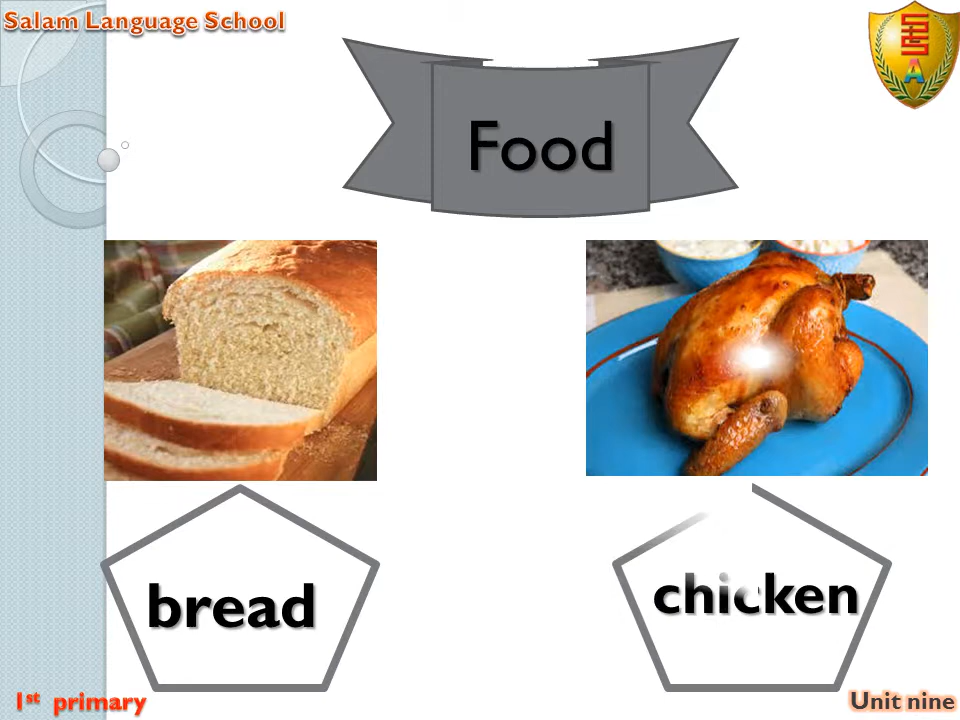 Salam Language School
Food
bread
chicken
1st primary
Unit nine